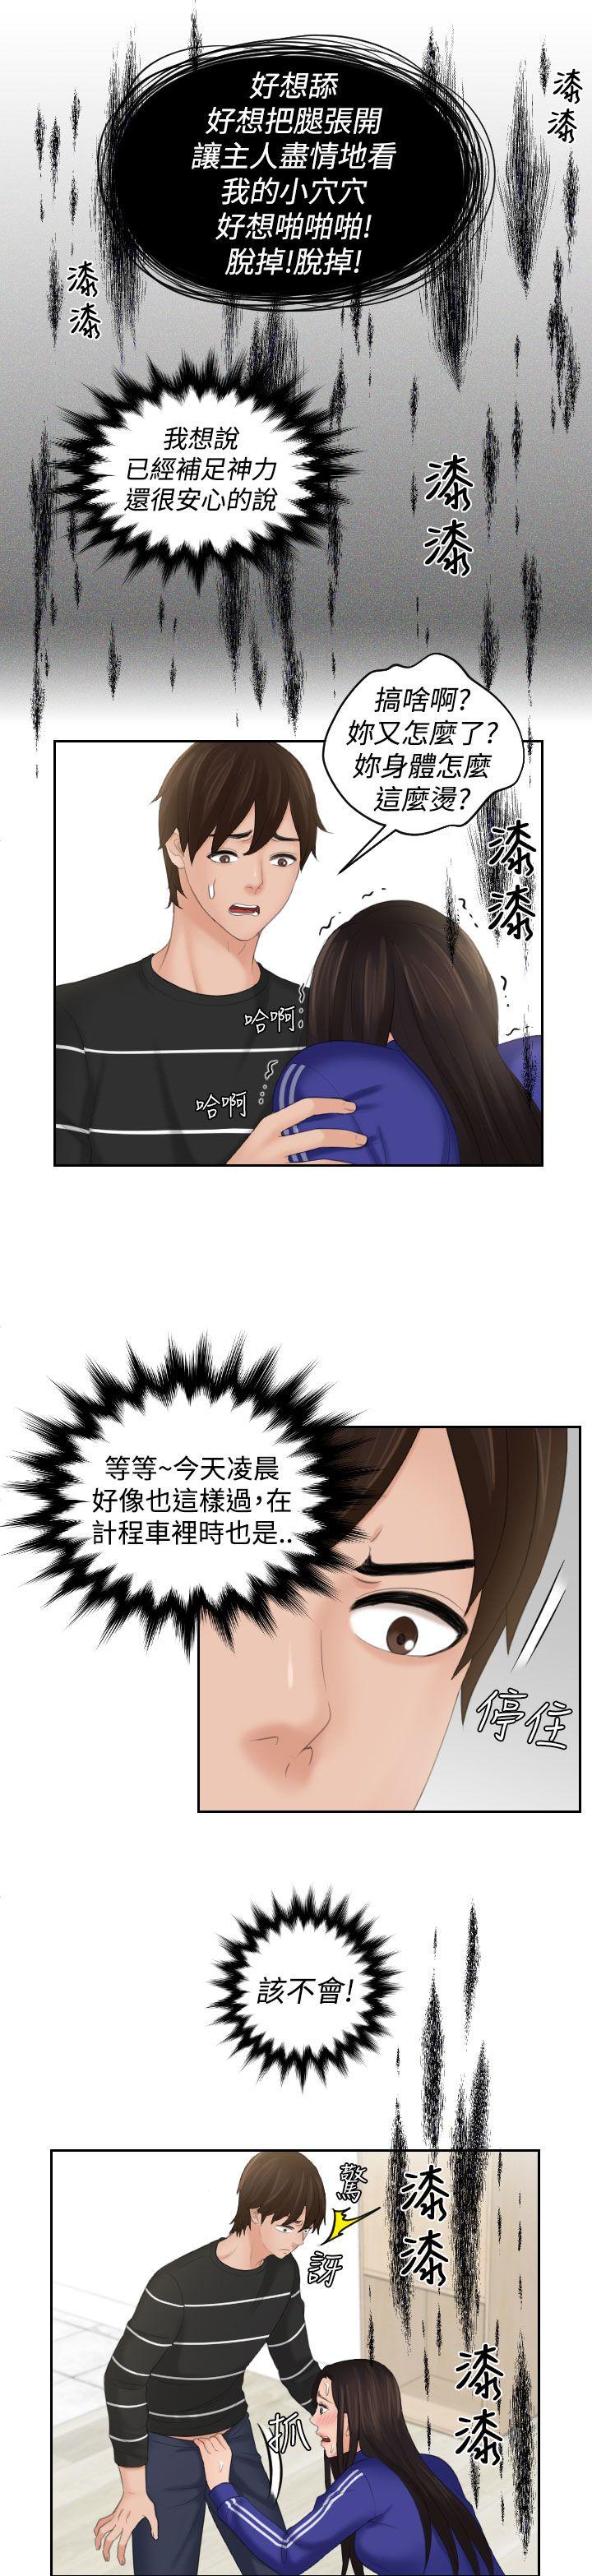 好想舔
好想把腿張開
讓主人盡情地看
我的小穴穴
好想啪啪啪!
脫掉!脫掉!
漆
漆
漆
漆
我想說
已經補足神力
還很安心的說
漆
漆
搞啥啊?
妳又怎麼了?
妳身體怎麼
這麼燙?
漆
漆
哈啊
哈啊
等等~今天凌晨
好像也這樣過,在
計程車裡時也是..
停住
該不會!
驚
訝
漆
漆
抓
漆
漆